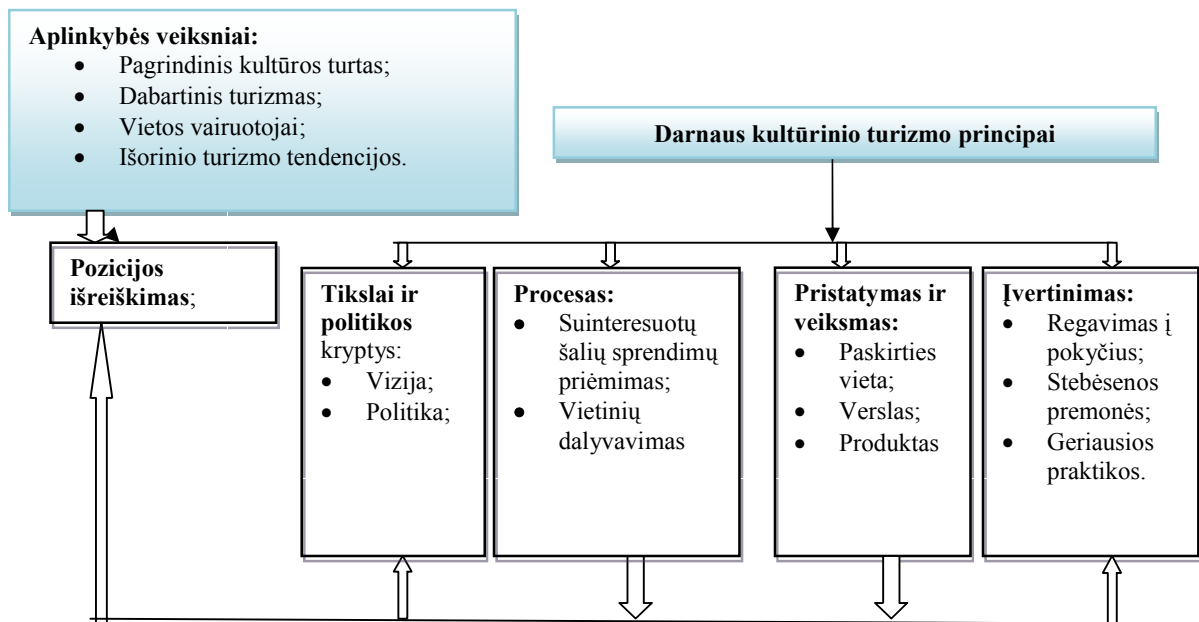 Aplinkybės veiksniai:
• Pagrindinis kultūros turtas;
• Dabartinis turizmas;
• Vietos vairuotojai;
• Išorinio turizmo tendencijos.
Darnaus kultūrinio turizmo principai
Pozicijos
išreiškimas;
Tikslai ir
politikos
kryptys:
• Vizija;
• Politika;
Procesas:
• Suinteresuotų
šalių sprendimų
priėmimas;
• Vietinių
dalyvavimas
Pristatymas ir
veiksmas:
• Paskirties
vieta;
• Verslas;
• Produktas
Įvertinimas:
• Regavimas į
pokyčius;
• Stebėsenos
premonės;
• Geriausios
praktikos.